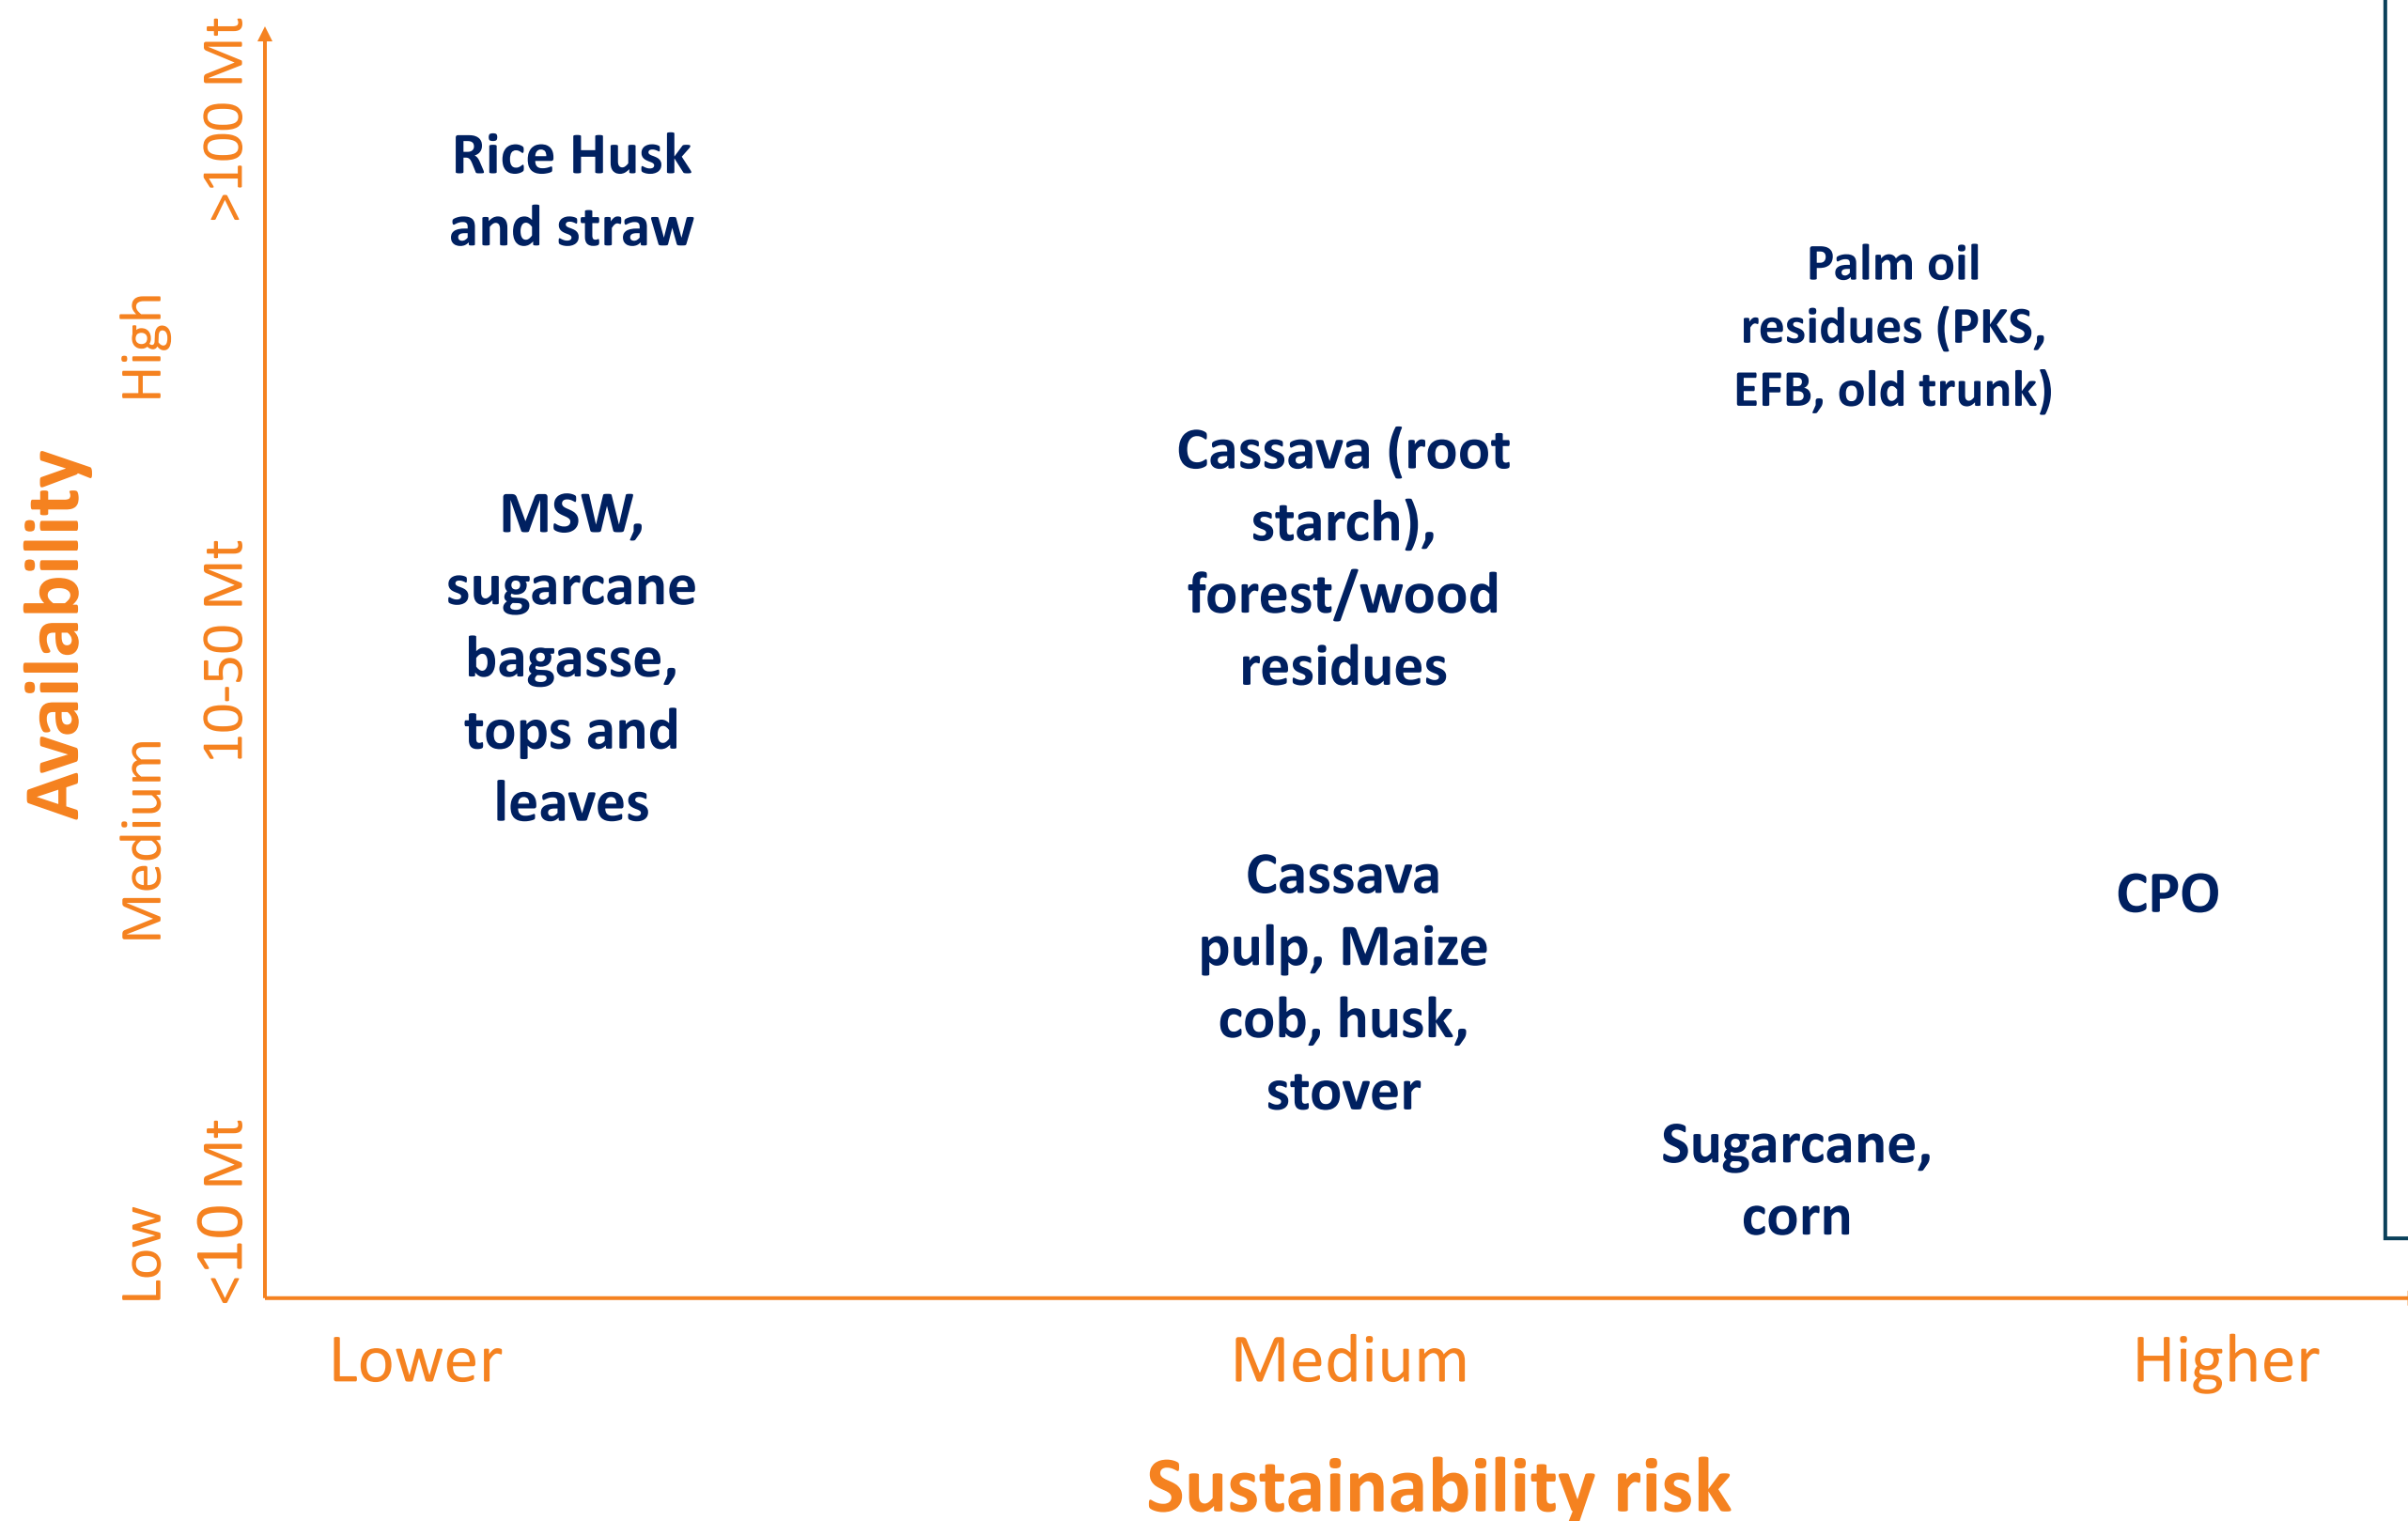 Availability
High
Medium
Low
>100 Mt
10-50 Mt
<10 Mt
Rice Husk
and straw
Palm oil
residues (PKS,
EFB, old trunk)
MSW,
sugarcane
bagasse,
tops and
leaves
Cassava (root
starch),
forest/wood
residues
Cassava
pulp, Maize
cob, husk,
stover
CPO
Sugarcane,
corn
Lower
Medium
Higher
Sustainability risk